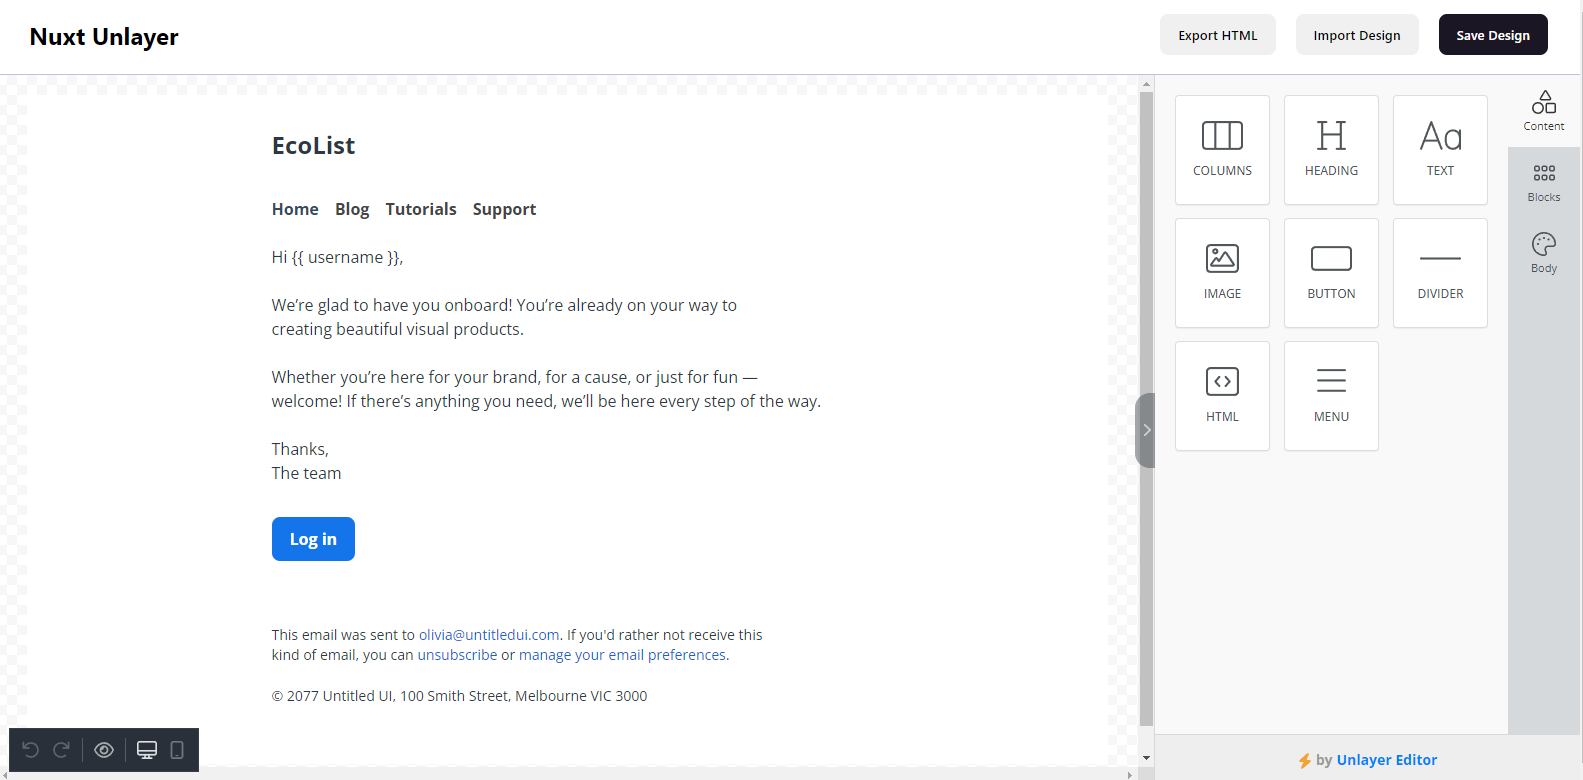 Nuxt Unlayer
Export HTML
Import Design
Save Design
EcoList
Home Blog Tutorials Support
Hi {{ username }},
We’re glad to have you onboard! You’re already on your way to
creating beautiful visual products.
Whether you’re here for your brand, for a cause, or just for fun —
welcome! If there’s anything you need, we’ll be here every step of the way.
Thanks,
The team
Log in
This email was sent to olivia@untitledui.com. If you'd rather not receive this
kind of email, you can unsubscribe or manage your email preferences.
© 2077 Untitled UI, 100 Smith Street, Melbourne VIC 3000
COLUMNS
HEADING
Aa
TEXT
IMAGE
BUTTON
DIVIDER
HTML
MENU
Content
Blocks
Body
by Unlayer Editor